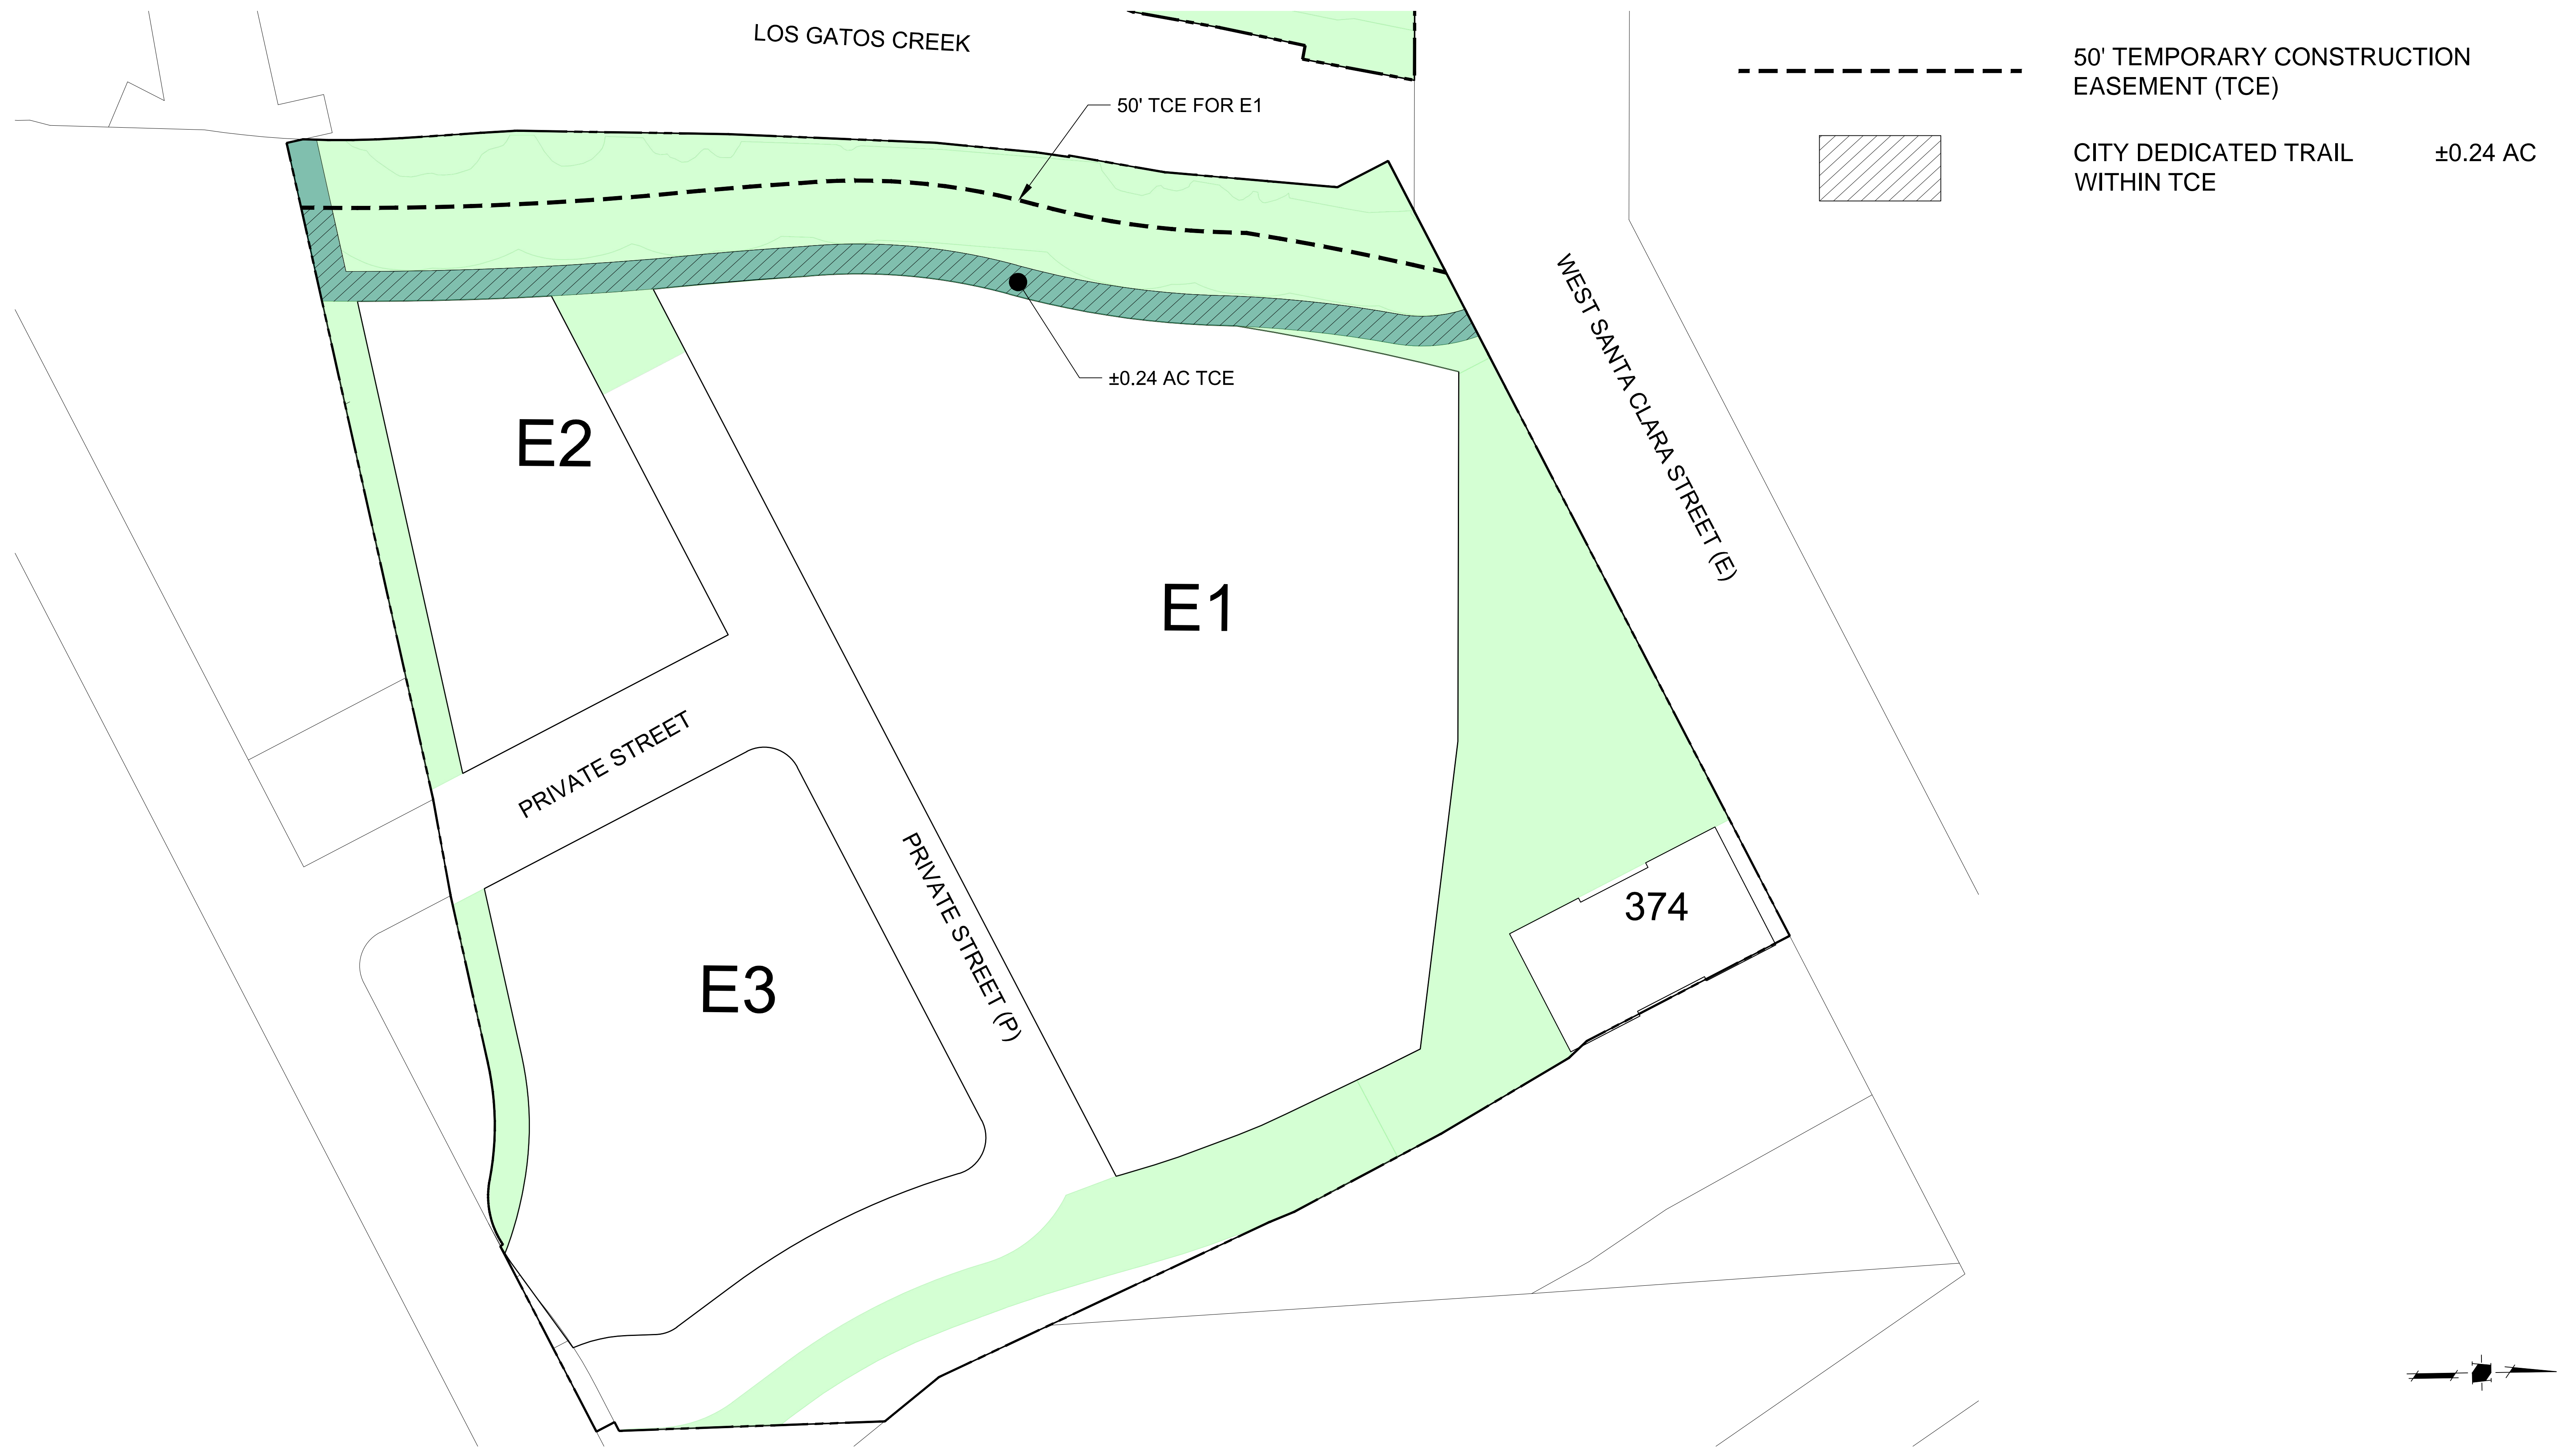 LOS GATOS CREEK
50' TEMPORARY CONSTRUCTION
EASEMENT (TCE)
50' TCE FOR E1
CITY DEDICATED TRAIL ±0.24 AC
WITHIN TCE
WEST SANTA CLARA STREET (E)
±0.24 AC TCE
E2
E1
PRIVATE STREET
PRIVATE STREET (P)
374
E3